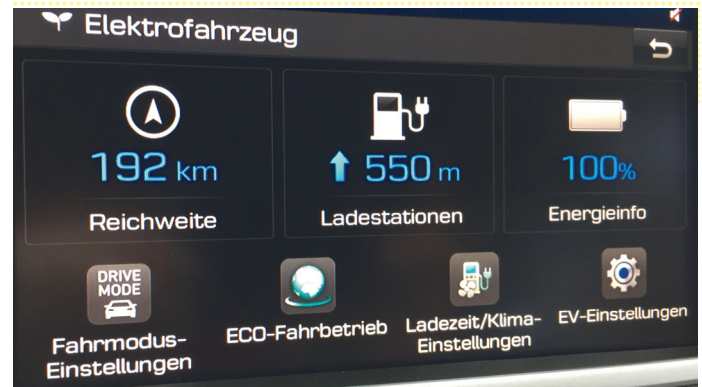 Elektrofahrzeug
192 km
550 m
100%
Reichweite
Ladestationen
Energieinfo
DRIVE
MODE
Fahrmodus-
Einstellungen
ECO-Fahrbetrieb
Ladezeit/Klima-
Einstellungen
EV-Einstellungen